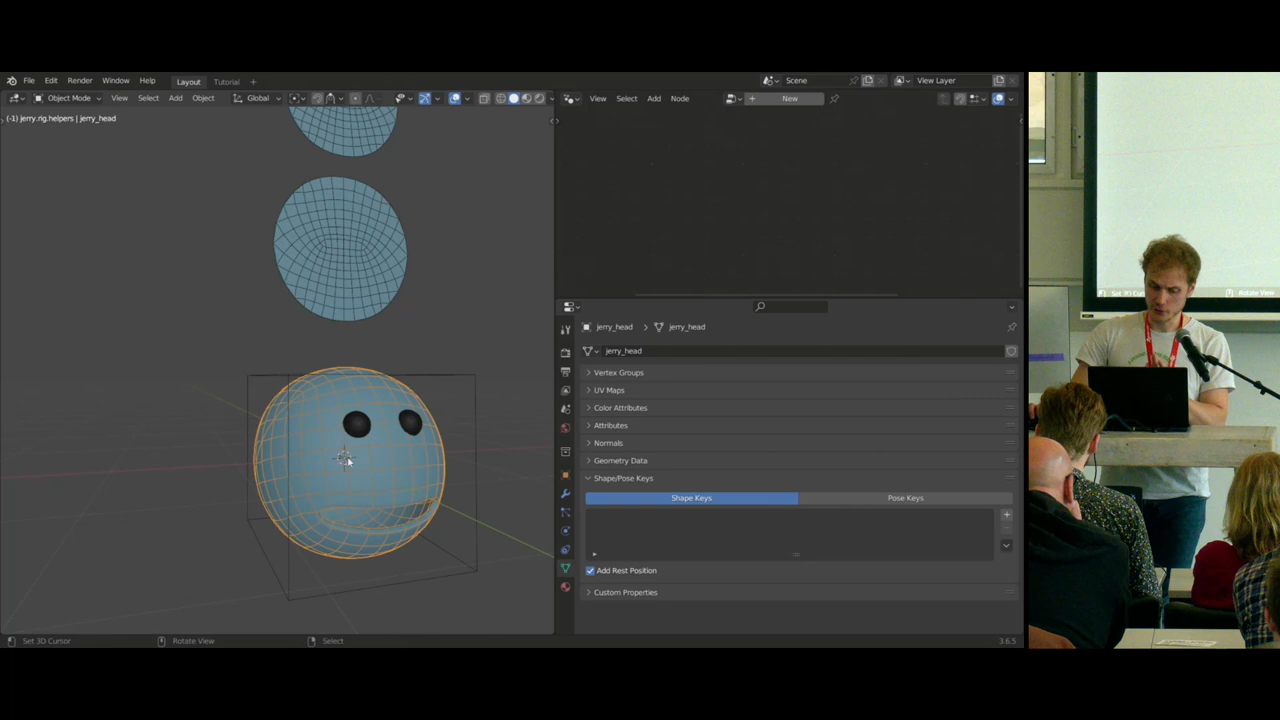 File Edit Render Window Help Layout Tutorial + Scene View Layer
Object Mode View Select Add Object Global View Select Add Node + New
(-1) jerry.rig.helpers | jerry_head
jerry_head > jerry_head
jerry_head
Vertex Groups
UV Maps
Color Attributes
Attributes
Normals
Geometry Data
Shape/Pose Keys
Shape Keys Pose Keys
Add Rest Position
Custom Properties
Set 3D Cursor Rotate View Select 3.6.5
Rotate View